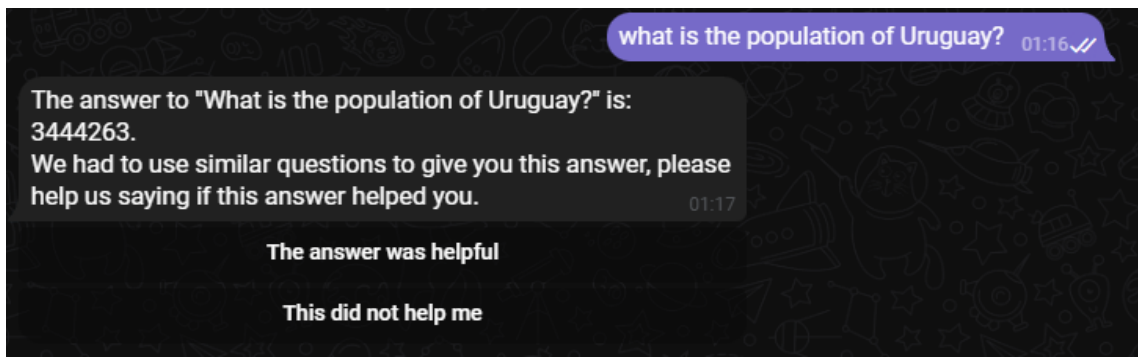 what is the population of Uruguay? 01:16
The answer to "What is the population of Uruguay?" is:
3444263.
We had to use similar questions to give you this answer, please
help us saying if this answer helped you.
01:17
The answer was helpful
This did not help me